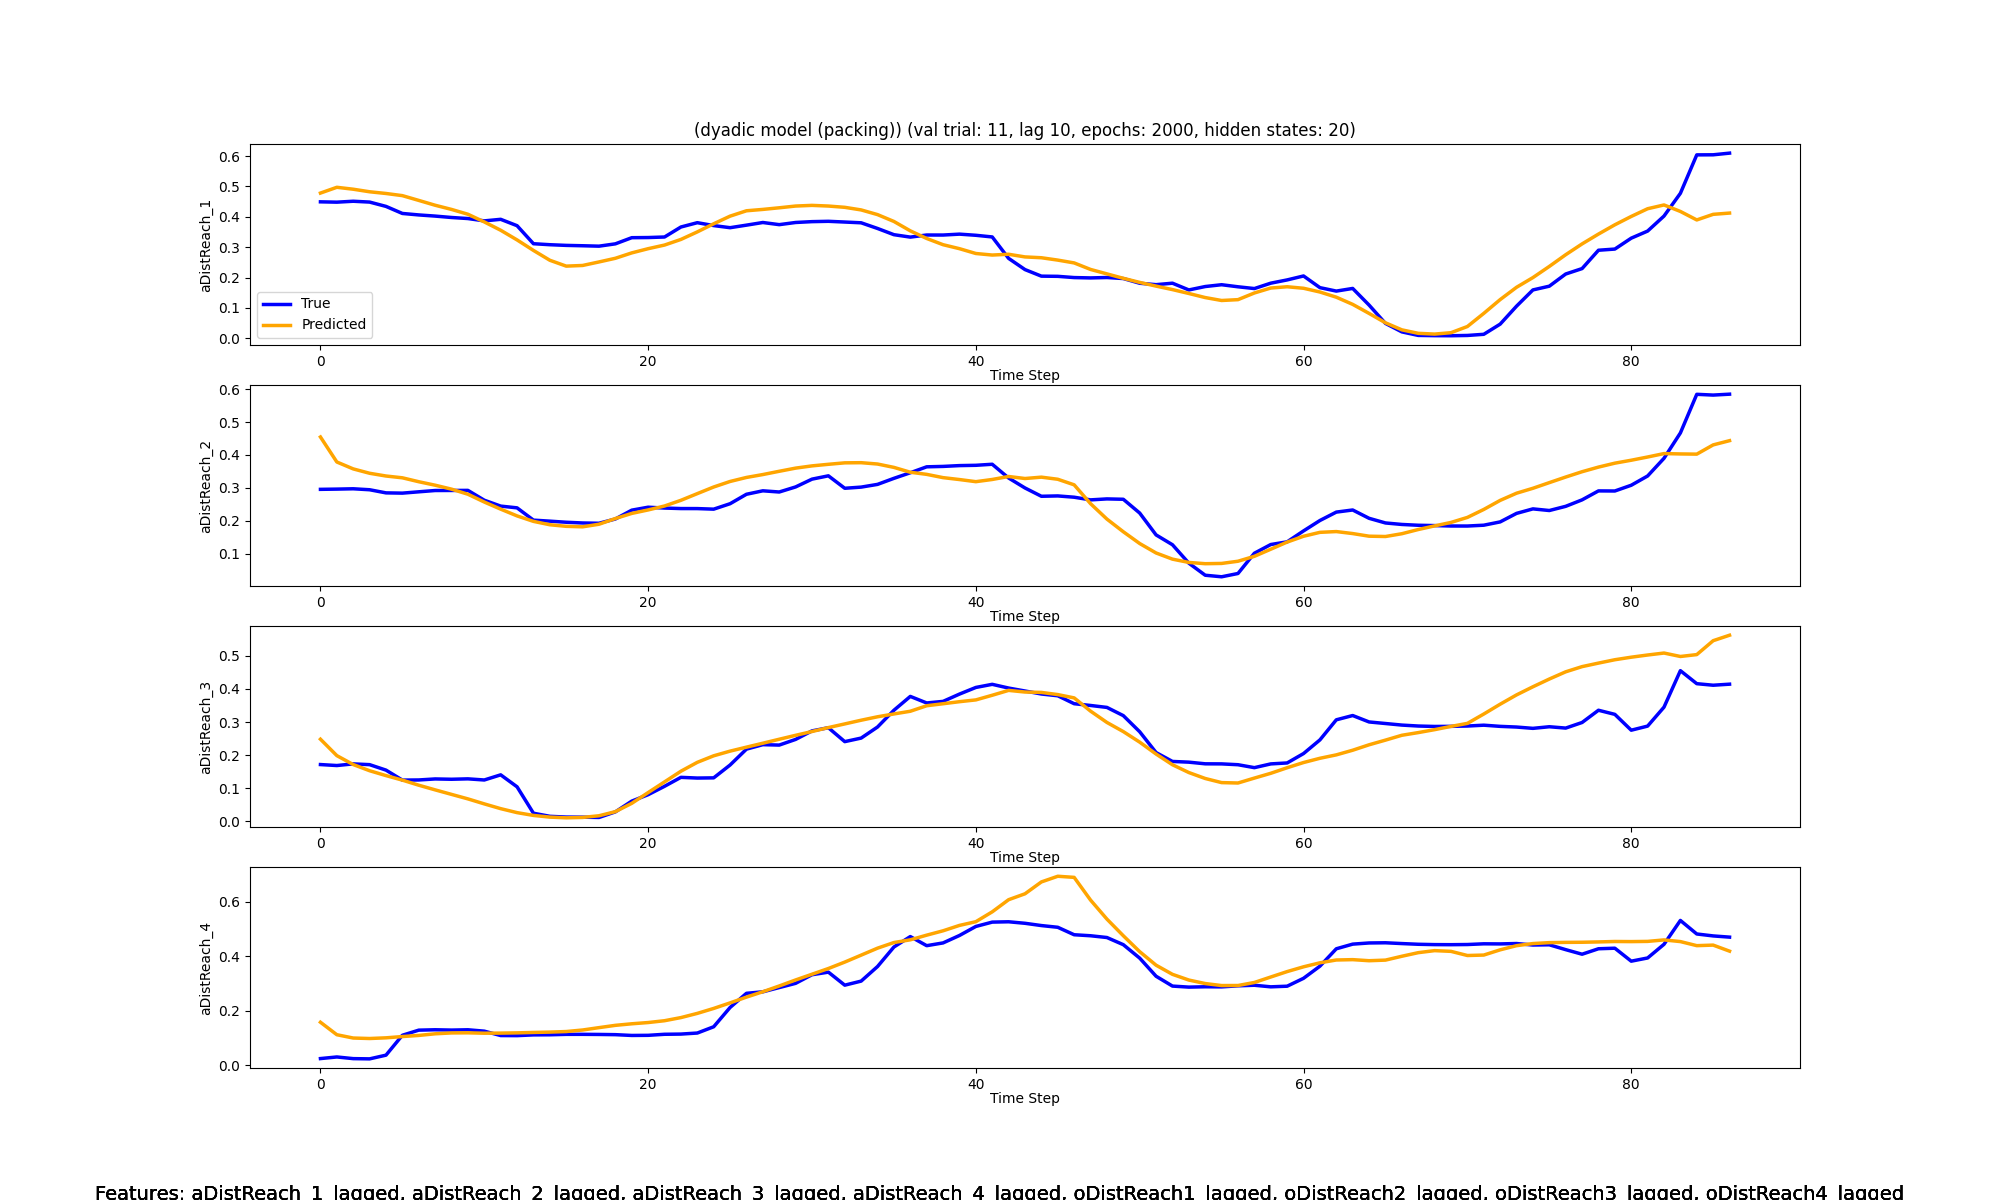 (dyadic model (packing)) (val trial: 11, lag 10, epochs: 2000, hidden states: 20)
0.6
0.5
0.4
0.3
0.2
0.1
0.0
aDistReach_1
True
Predicted
0 20 40 60 80
Time Step
0.6
0.5
0.4
0.3
0.2
0.1
aDistReach_2
0 20 40 60 80
Time Step
0.5
0.4
0.3
0.2
0.1
0.0
aDistReach_3
0 20 40 60 80
Time Step
0.6
0.4
0.2
0.0
aDistReach_4
0 20 40 60 80
Time Step
Features: aDistReach_1_lagged, aDistReach_2_lagged, aDistReach_3_lagged, aDistReach_4_lagged, oDistReach1_lagged, oDistReach2_lagged, oDistReach3_lagged, oDistReach4_lagged